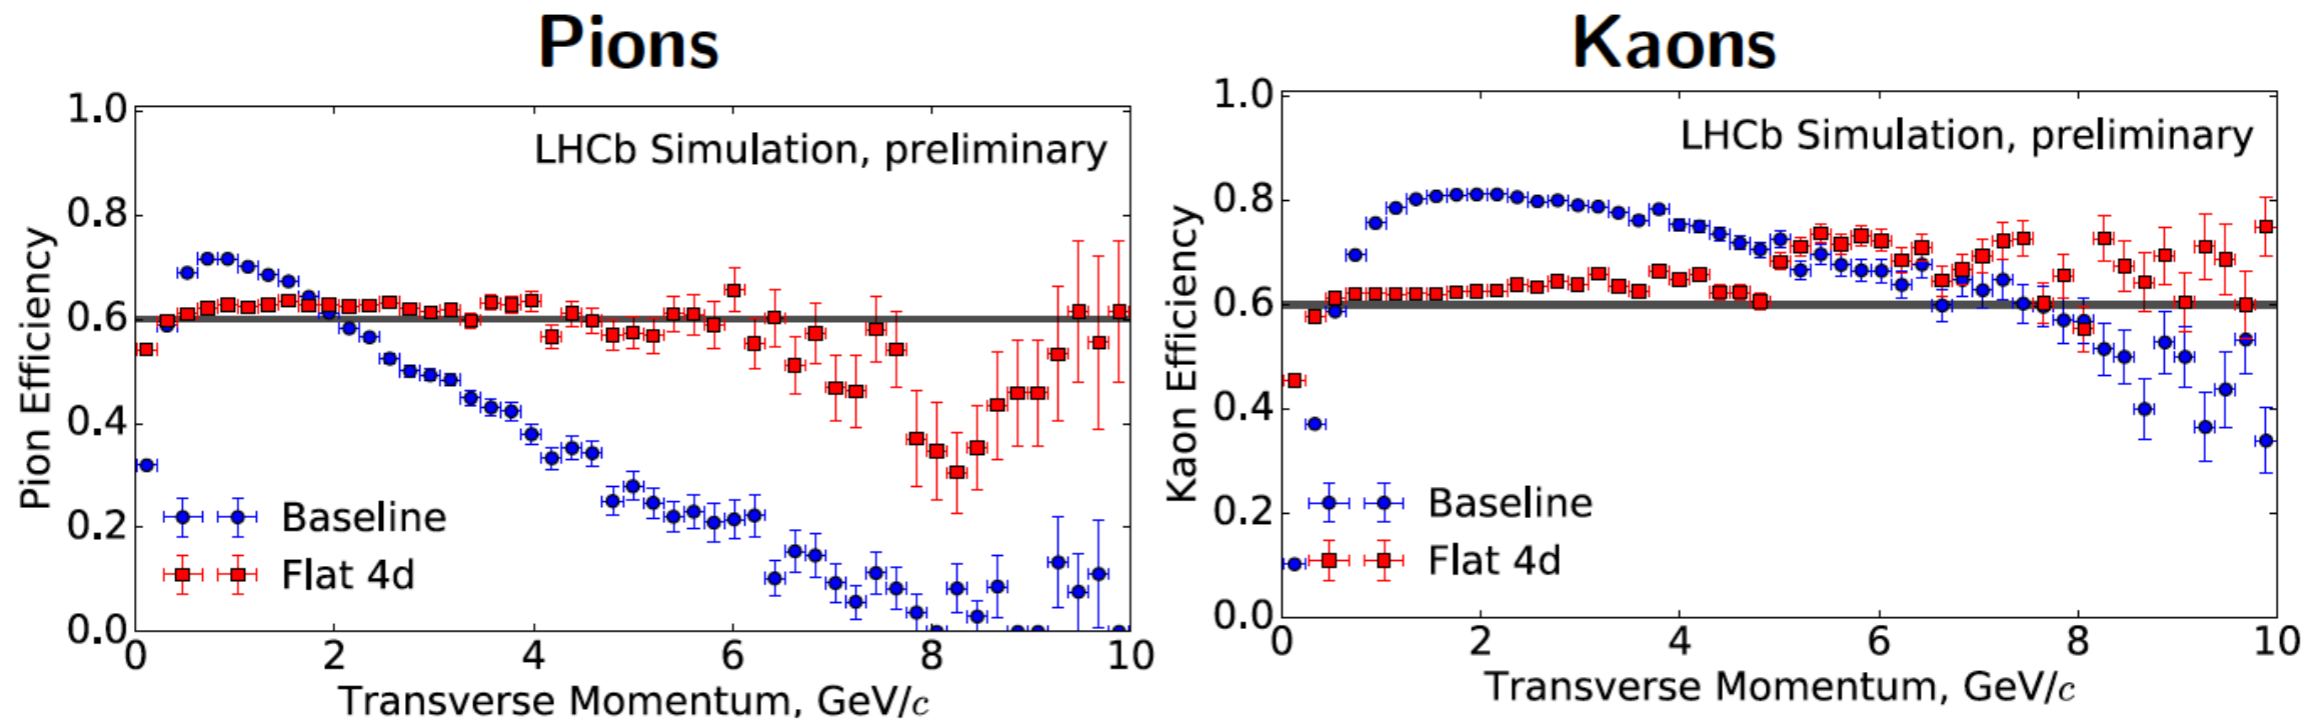 Pions
1.0
0.8
0.6
0.4
0.2
0.0
Pion Efficiency
LHCb Simulation, preliminary
Baseline
Flat 4d
0 2 4 6 8 10
Transverse Momentum, GeV/c
Kaons
1.0
0.8
0.6
0.4
0.2
0.0
Kaon Efficiency
LHCb Simulation, preliminary
Baseline
Flat 4d
0 2 4 6 8 10
Transverse Momentum, GeV/c